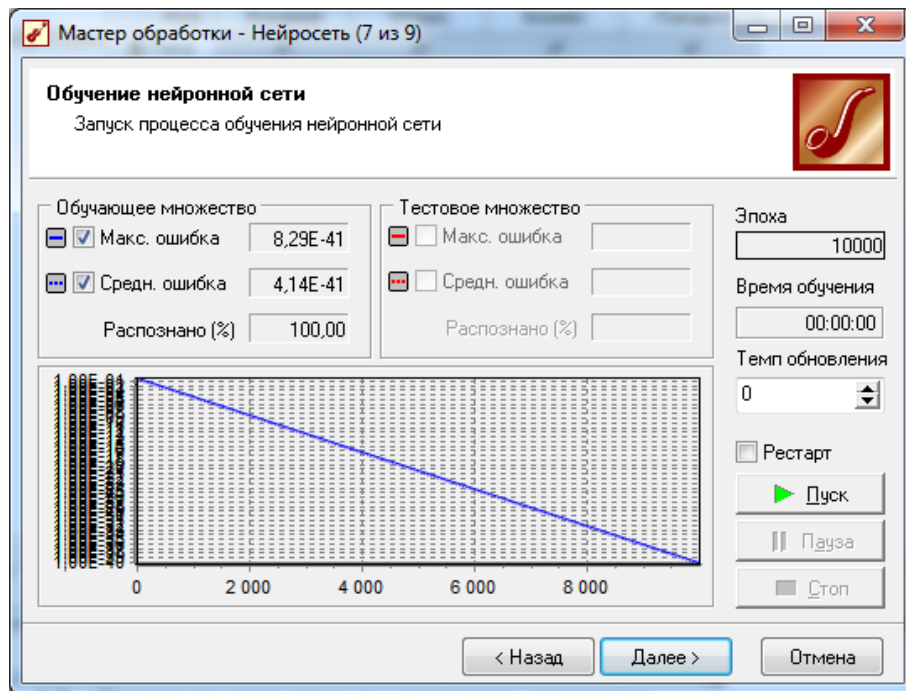 Мастер обработки - Нейросеть (7 из 9)
Обучение нейронной сети
Запуск процесса обучения нейронной сети
Обучающее множество
Макс. ошибка 8,29E-41
Средн. ошибка 4,14E-41
Распознано (%) 100,00
Тестовое множество
Макс. ошибка
Средн. ошибка
Распознано (%)
Эпоха
10000
Время обучения
00:00:00
Темп обновления
0
Рестарт
Пуск
Пауза
Стоп
0 2 000 4 000 6 000 8 000
< Назад Далее > Отмена